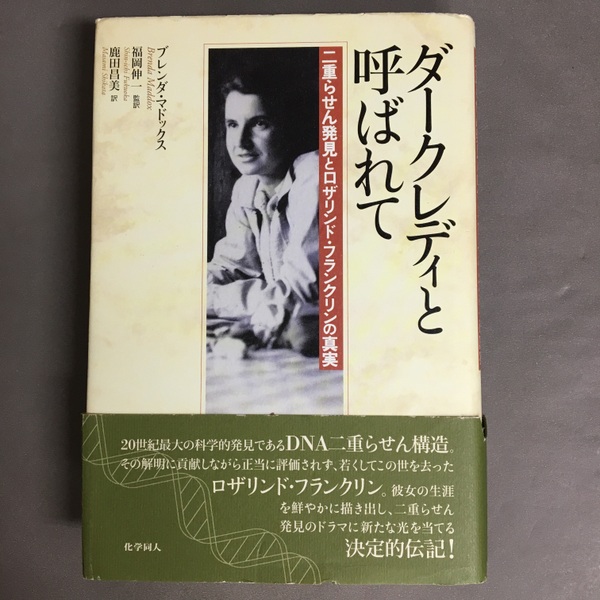 ダークレディと
呼ばれて
二重らせん発見とロザリンド・フランクリンの真実
ブレンダ・マドックス
Brenda Maddox
福岡伸一 監訳
Shin-ichi Fukuoka
鹿田昌美 訳
Masami Shikata
20世紀最大の科学的発見であるDNA二重らせん構造。
その解明に貢献しながら正当に評価されず、若くしてこの世を去った
ロザリンド・フランクリン。彼女の生涯
を鮮やかに描き出し、二重らせん
発見のドラマに新たな光を当てる
決定的伝記!
化学同人